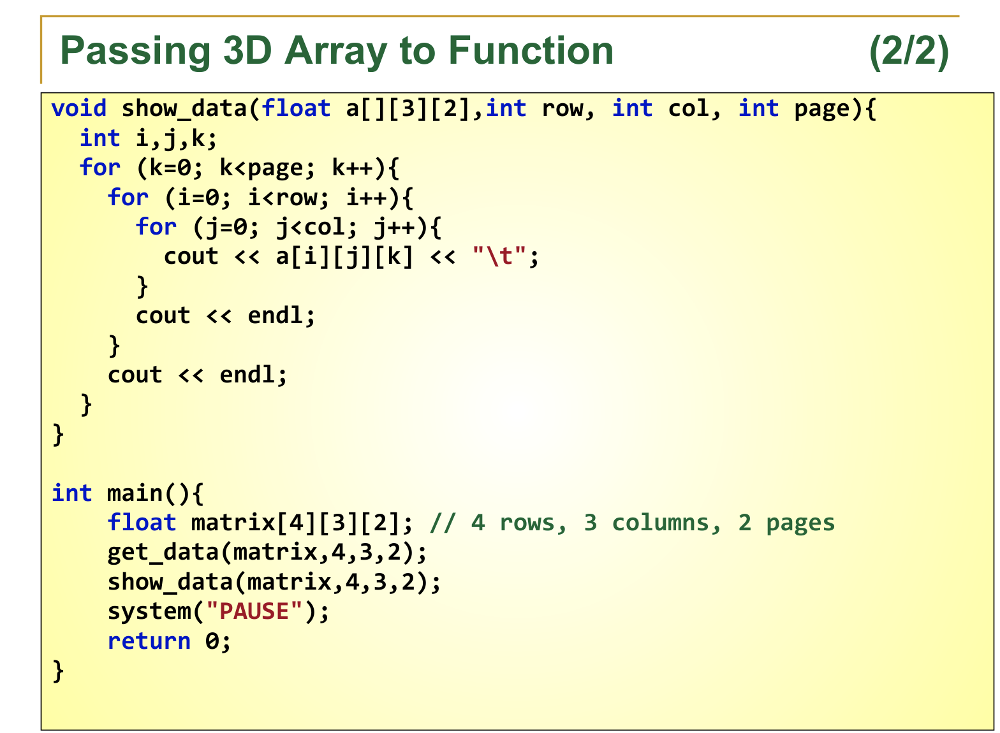 Passing 3D Array to Function (2/2)
void show_data(float a[][3][2],int row, int col, int page){
  int i,j,k;
  for (k=0; k<page; k++){
    for (i=0; i<row; i++){
      for (j=0; j<col; j++){
        cout << a[i][j][k] << "\t";
      }
      cout << endl;
    }
    cout << endl;
  }
}
int main(){
    float matrix[4][3][2]; // 4 rows, 3 columns, 2 pages
    get_data(matrix,4,3,2);
    show_data(matrix,4,3,2);
    system("PAUSE");
    return 0;
}